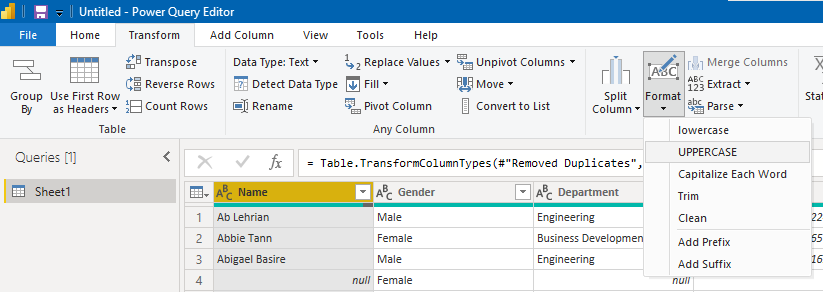 Untitled - Power Query Editor
File Home Transform Add Column View Tools Help
Group By
Use First Row as Headers
Transpose
Reverse Rows
Count Rows
Table
Data Type: Text
Detect Data Type
Rename
Replace Values
Fill
Pivot Column
Unpivot Columns
Move
Convert to List
Any Column
Split Column
Format
Merge Columns
Extract
Parse
lowercase
UPPERCASE
Capitalize Each Word
Trim
Clean
Add Prefix
Add Suffix
Queries [1]
Sheet1
= Table.TransformColumnTypes(#"Removed Duplicates",
Name Gender Department
1 Ab Lehrian Male Engineering 22
2 Abbie Tann Female Business Development 65
3 Abigael Basire Male Engineering 16
4 null Female